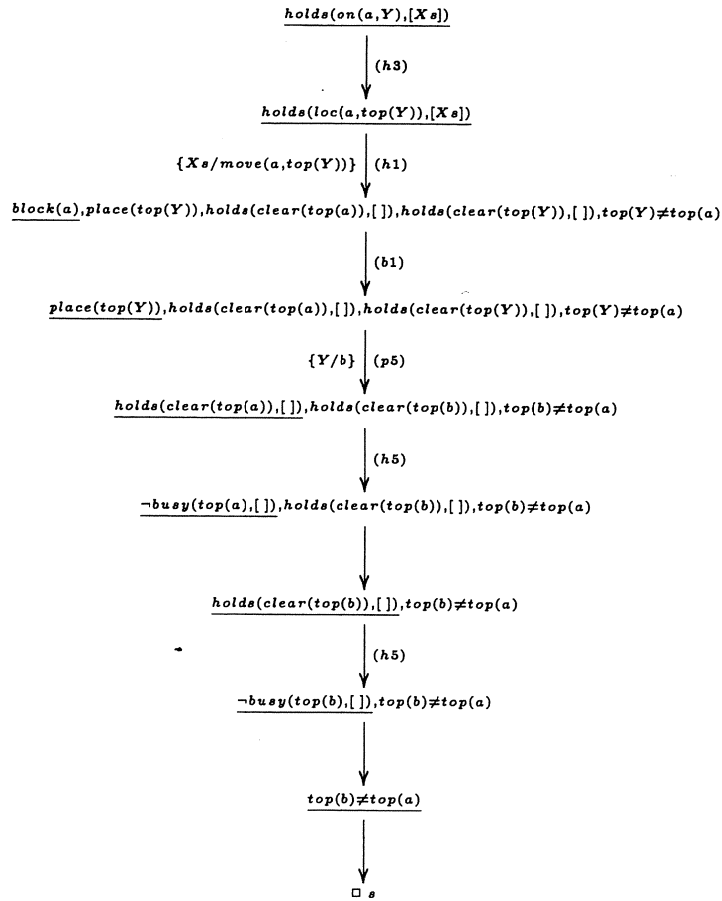 holds(on(a,Y),[Xs])
(h3)
holds(loc(a,top(Y)),[Xs])
{Xs/move(a,top(Y))} (h1)
block(a),place(top(Y)),holds(clear(top(a)),[ ]),holds(clear(top(Y)),[ ]),top(Y)≠top(a)
(b1)
place(top(Y)),holds(clear(top(a)),[ ]),holds(clear(top(Y)),[ ]),top(Y)≠top(a)
{Y/b} (p5)
holds(clear(top(a)),[ ]),holds(clear(top(b)),[ ]),top(b)≠top(a)
(h5)
¬busy(top(a),[ ]),holds(clear(top(b)),[ ]),top(b)≠top(a)
holds(clear(top(b)),[ ]),top(b)≠top(a)
(h5)
¬busy(top(b),[ ]),top(b)≠top(a)
top(b)≠top(a)
□ s